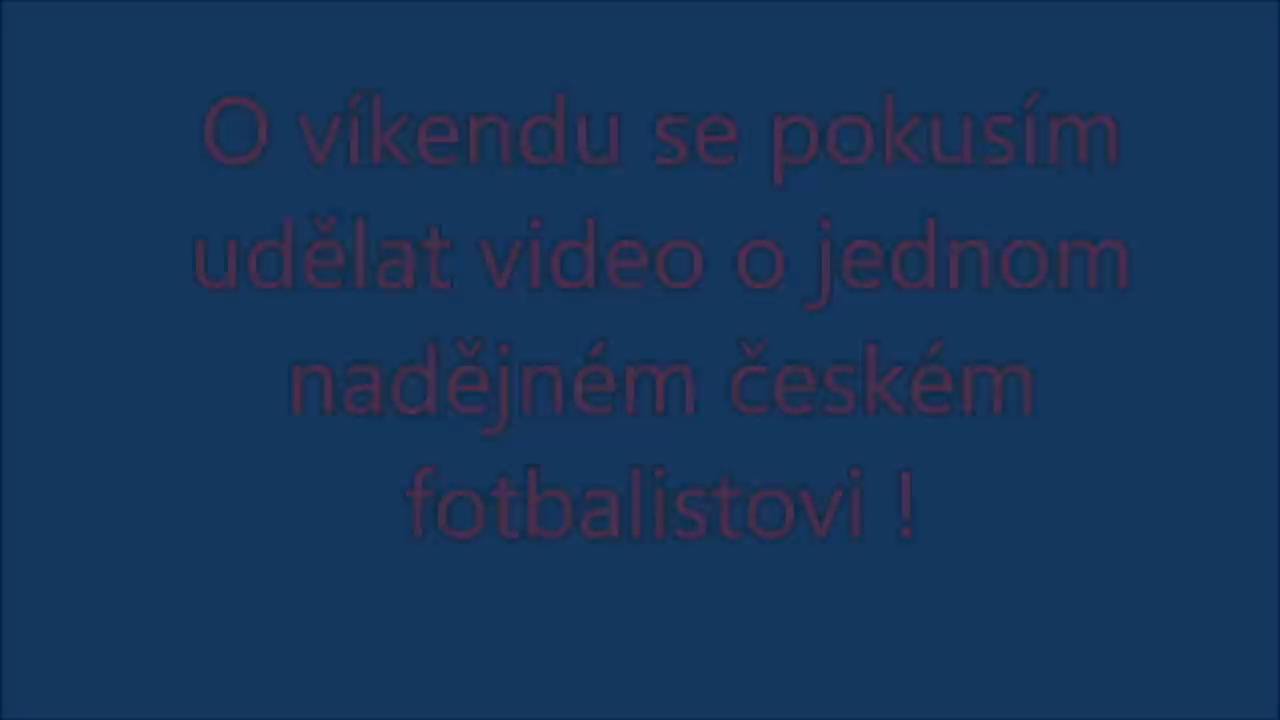 O víkendu se pokusím
udělat video o jednom
nadějném českém
fotbalistovi !